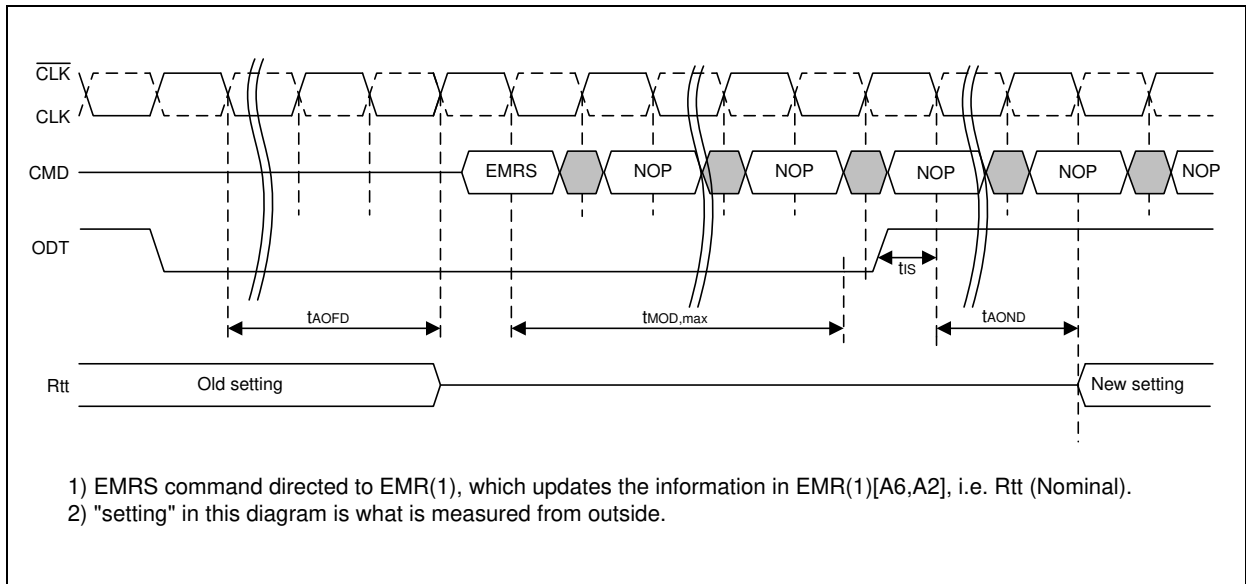 CLK
CLK
CMD EMRS NOP NOP NOP NOP NOP
ODT
tIS
tAOFD tMOD,max tAOND
Rtt Old setting New setting
1) EMRS command directed to EMR(1), which updates the information in EMR(1)[A6,A2], i.e. Rtt (Nominal).
2) "setting" in this diagram is what is measured from outside.